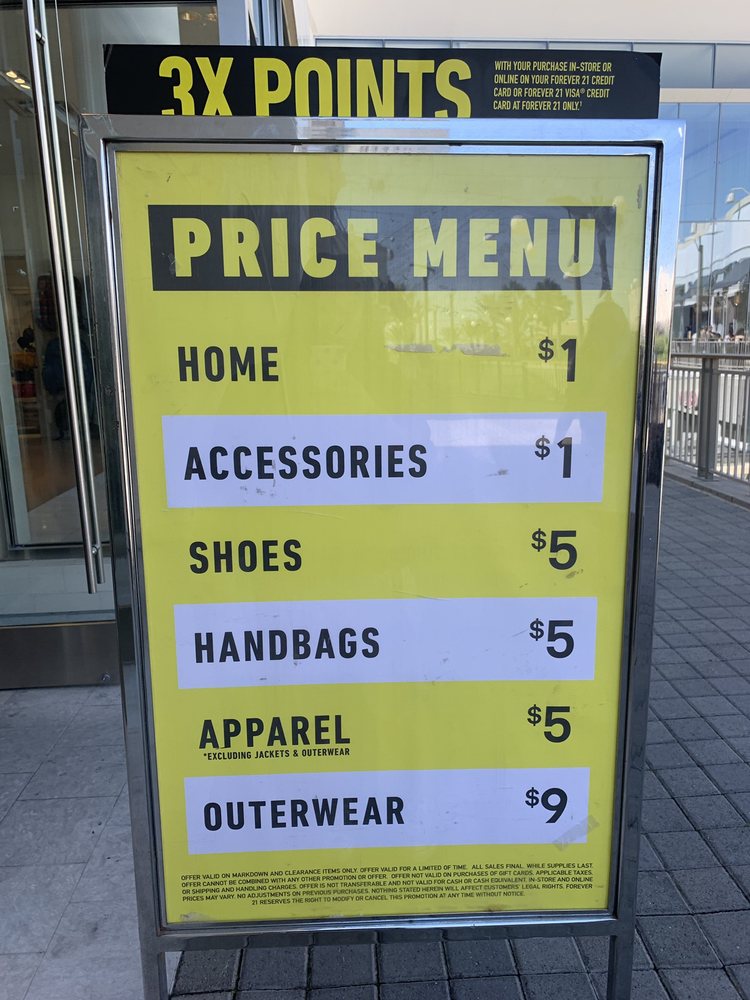 3X POINTS
WITH YOUR PURCHASE IN-STORE OR
ONLINE ON YOUR FOREVER 21 CREDIT
CARD OR FOREVER 21 VISA® CREDIT
CARD AT FOREVER 21 ONLY.¹
PRICE MENU
HOME $1
ACCESSORIES $1
SHOES $5
HANDBAGS $5
APPAREL $5
*EXCLUDING JACKETS & OUTERWEAR
OUTERWEAR $9
OFFER VALID ON MARKDOWN AND CLEARANCE ITEMS ONLY. OFFER VALID FOR A LIMITED OF TIME. ALL SALES FINAL. WHILE SUPPLIES LAST.
OFFER CANNOT BE COMBINED WITH ANY OTHER PROMOTION OR OFFER. OFFER NOT VALID ON PURCHASES OF GIFT CARDS, APPLICABLE TAXES,
OR SHIPPING AND HANDLING CHARGES. OFFER IS NOT TRANSFERABLE AND NOT VALID FOR CASH OR CASH EQUIVALENT. IN-STORE AND ONLINE
PRICES MAY VARY. NO ADJUSTMENTS ON PREVIOUS PURCHASES. NOTHING STATED HEREIN WILL AFFECT CUSTOMERS' LEGAL RIGHTS. FOREVER
21 RESERVES THE RIGHT TO MODIFY OR CANCEL THIS PROMOTION AT ANY TIME WITHOUT NOTICE.